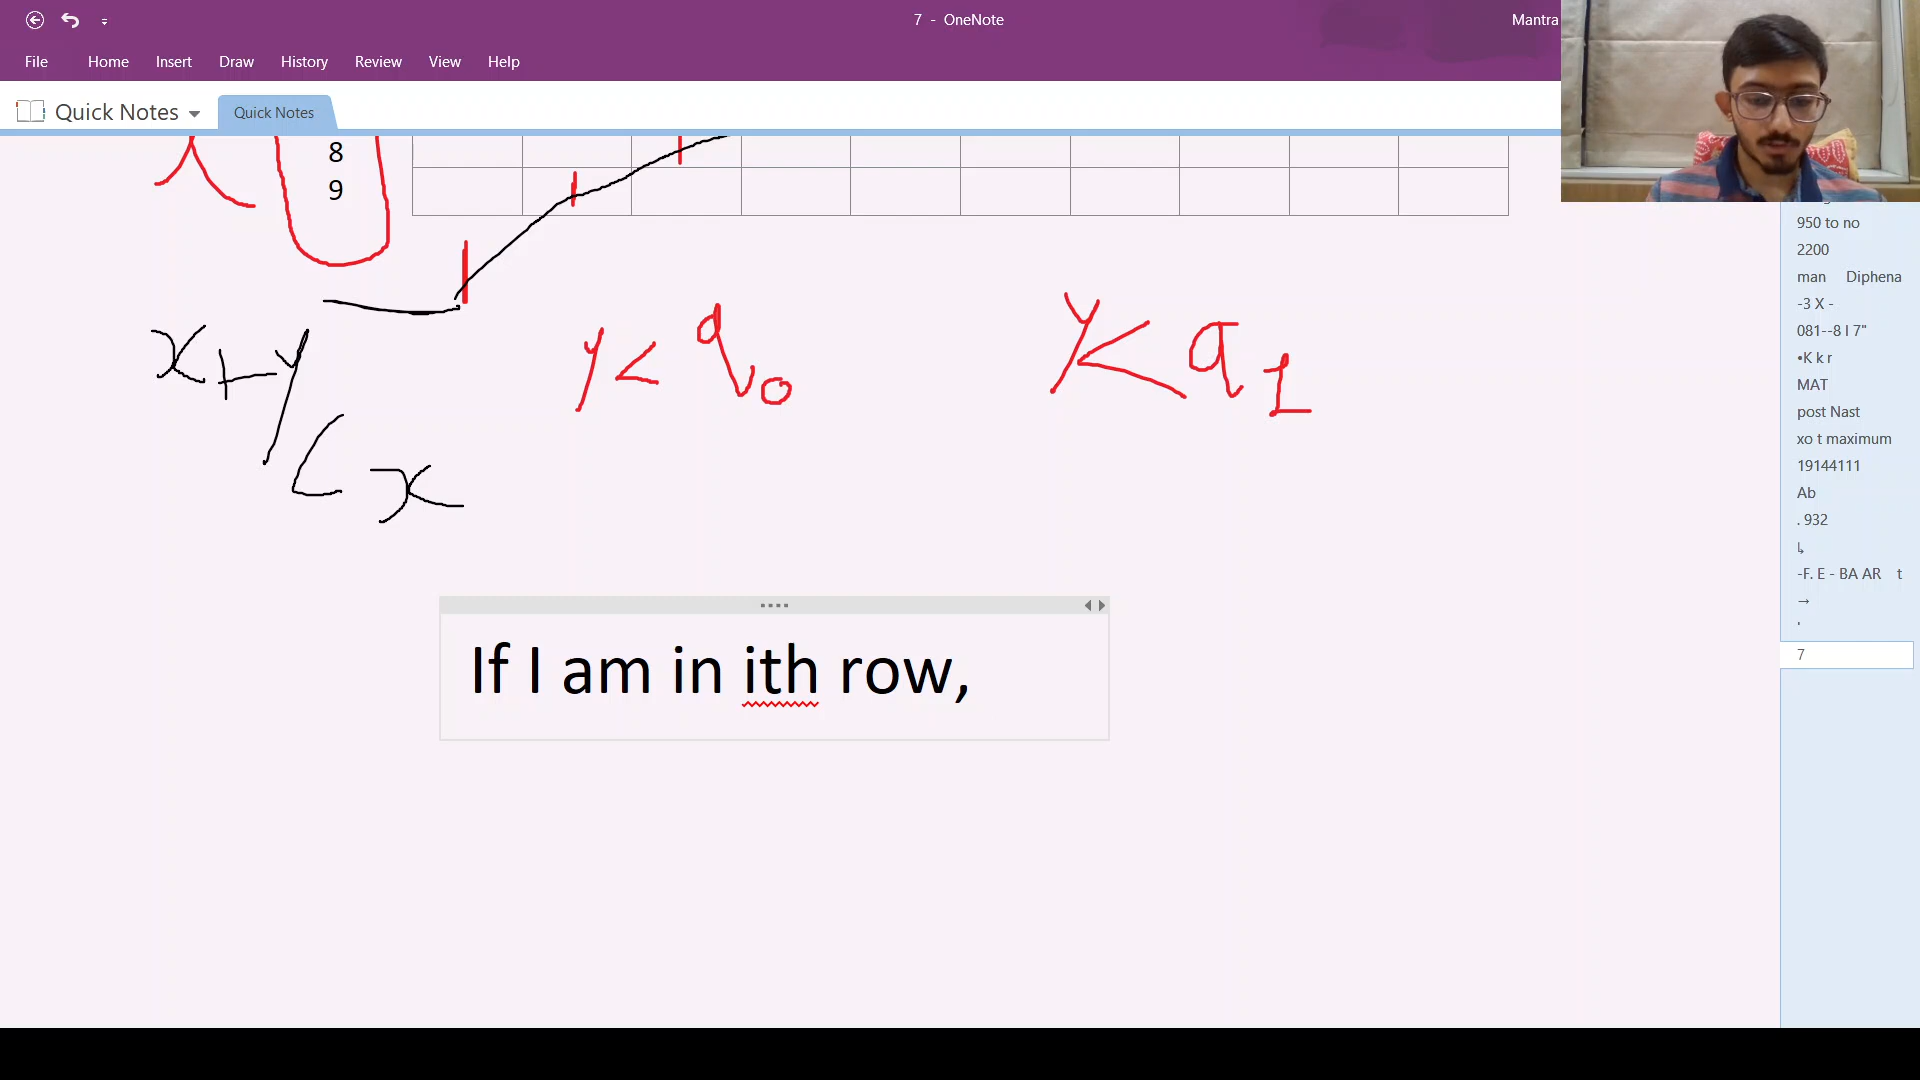 7 - OneNote
Mantra
File Home Insert Draw History Review View Help
Quick Notes
Quick Notes
8
9
950 to no
2200
man Diphena
-3 X -
081--8 I 7"
•K k r
MAT
post Nast
xo t maximum
19144111
Ab
. 932
↳
-F. E - BA AR t
→
'
7
x+y < x
y < a0
y < a1
If I am in ith row,